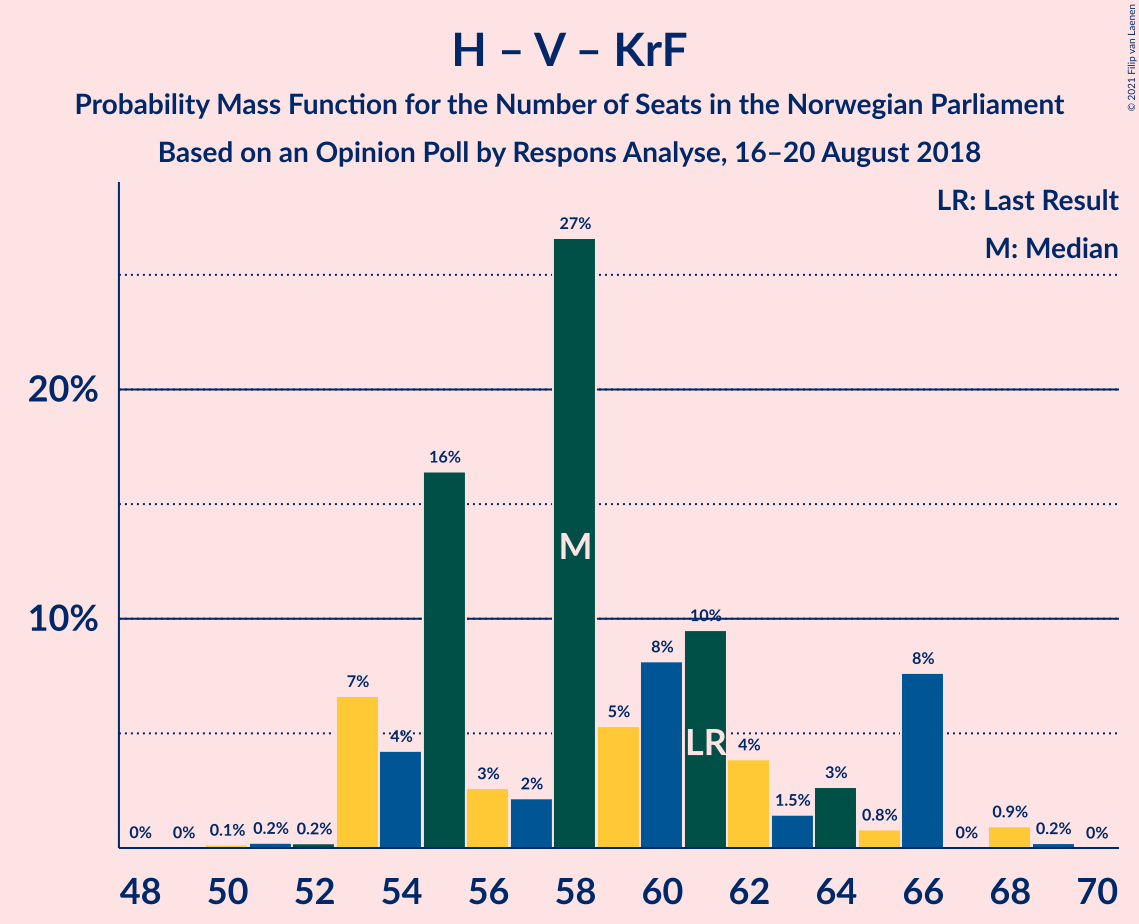 H – V – KrF
Probability Mass Function for the Number of Seats in the Norwegian Parliament
Based on an Opinion Poll by Respons Analyse, 16–20 August 2018
© 2021 Filip van Laenen
LR: Last Result
M: Median
27%
20%
16%
M
10%
10%
8%
8%
7%
5%
4%
LR
4%
3%
2%
3%
1.5%
0.8%
0.9%
0%
0%
0.1%
0.2%
0.2%
0%
0.2%
0%
48 50 52 54 56 58 60 62 64 66 68 70